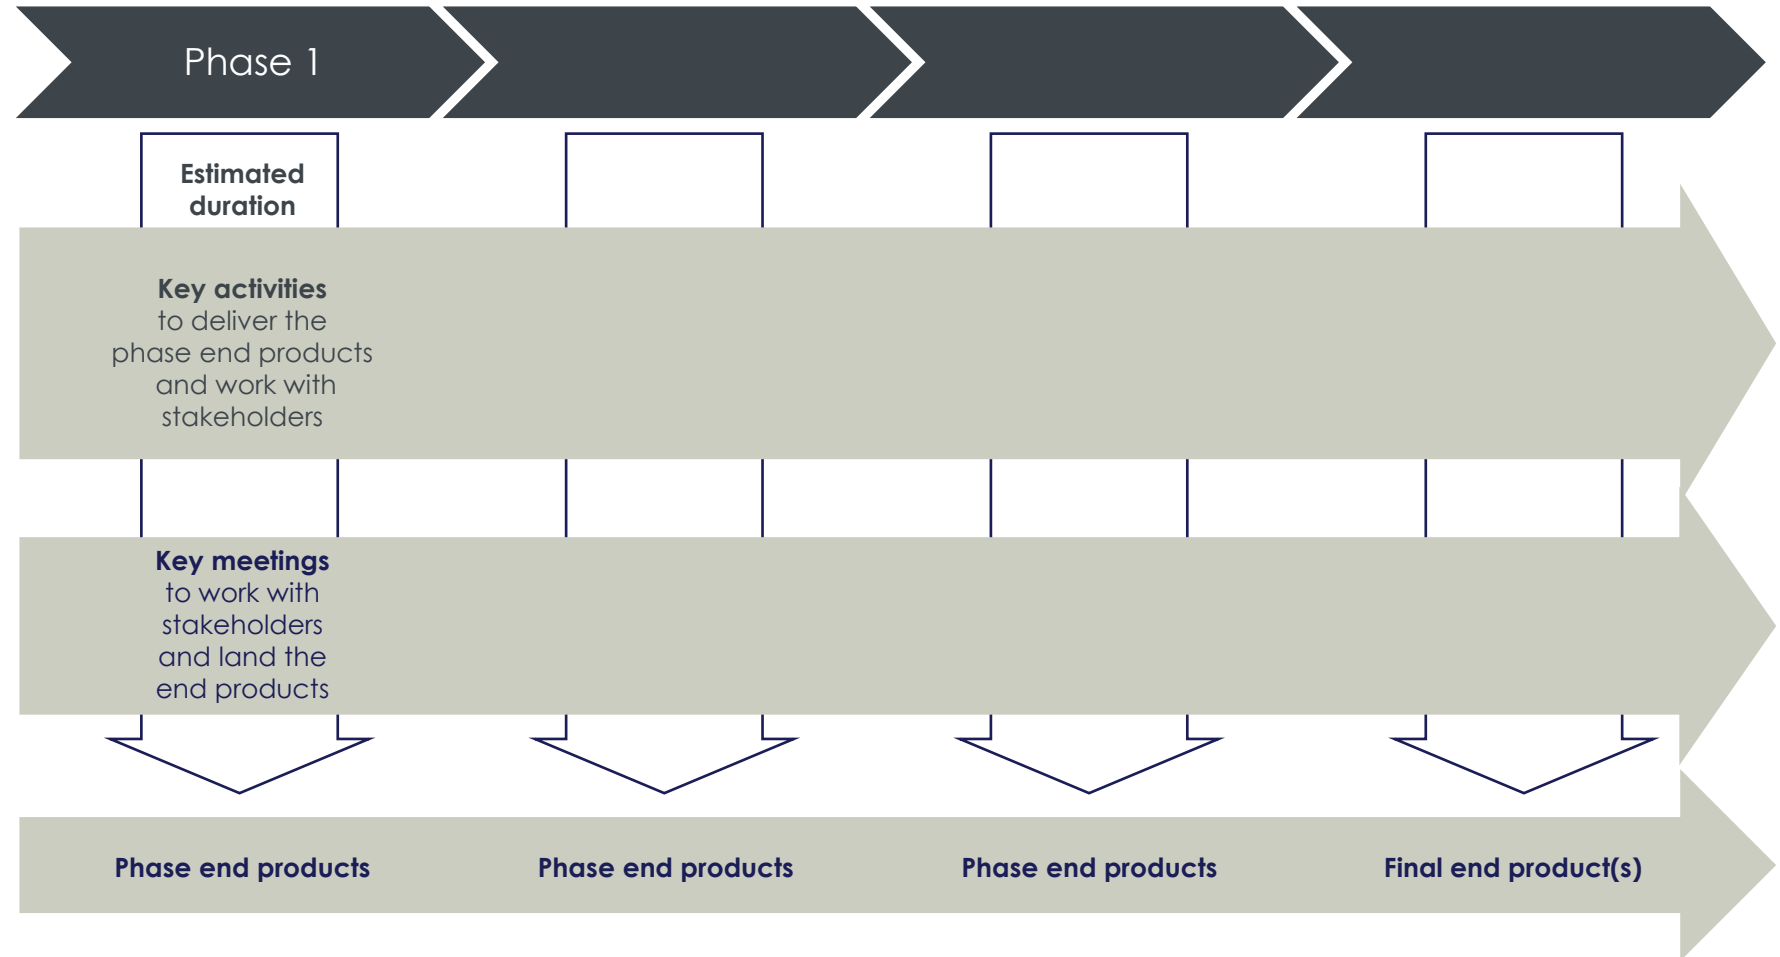 Phase 1
Estimated
duration
Key activities
to deliver the
phase end products
and work with
stakeholders
Key meetings
to work with
stakeholders
and land the
end products
Phase end products
Phase end products
Phase end products
Final end product(s)